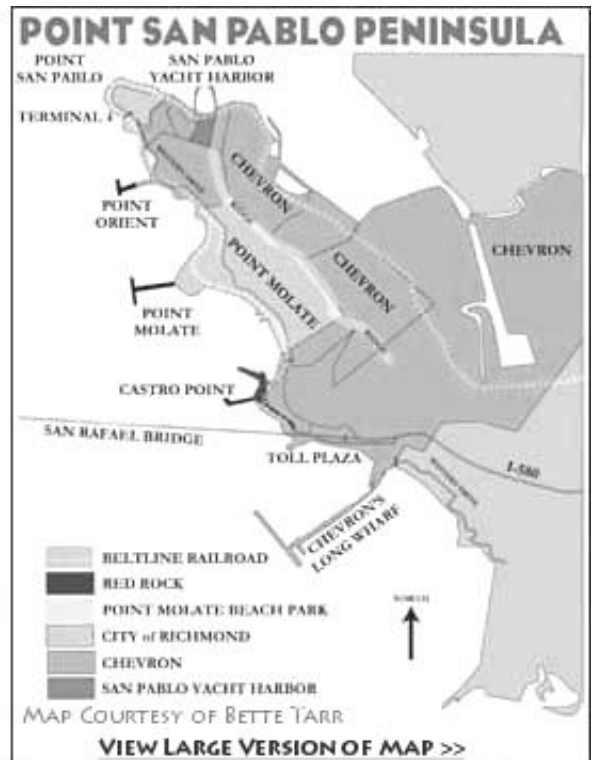 POINT SAN PABLO PENINSULA
POINT
SAN PABLO
SAN PABLO
YACHT HARBOR
TERMINAL 4
CHEVRON
POINT
ORIENT
CHEVRON
POINT MOLATE
CHEVRON
POINT
MOLATE
CASTRO POINT
SAN RAFAEL BRIDGE
TOLL PLAZA
I-580
CHEVRON'S
LONG WHARF
NORTH
BELTLINE RAILROAD
RED ROCK
POINT MOLATE BEACH PARK
CITY of RICHMOND
CHEVRON
SAN PABLO YACHT HARBOR
MAP COURTESY OF BETTE TARR
VIEW LARGE VERSION OF MAP >>